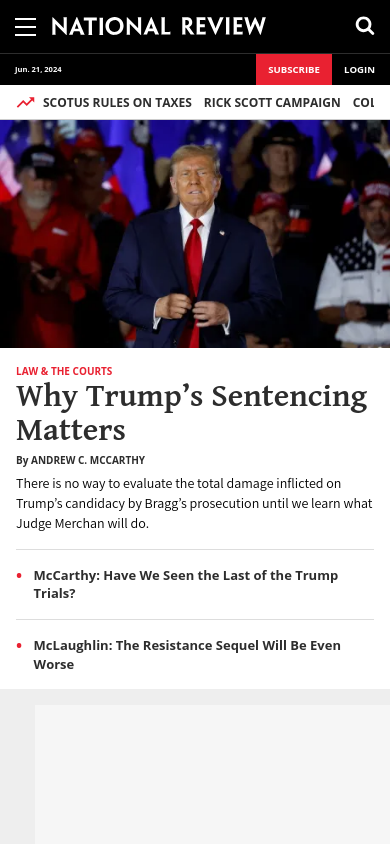 NATIONAL REVIEW
Jun. 21, 2024
SUBSCRIBE
LOGIN
SCOTUS RULES ON TAXES RICK SCOTT CAMPAIGN COL
LAW & THE COURTS
Why Trump’s Sentencing
Matters
By ANDREW C. MCCARTHY
There is no way to evaluate the total damage inflicted on
Trump’s candidacy by Bragg’s prosecution until we learn what
Judge Merchan will do.
• McCarthy: Have We Seen the Last of the Trump
Trials?
• McLaughlin: The Resistance Sequel Will Be Even
Worse